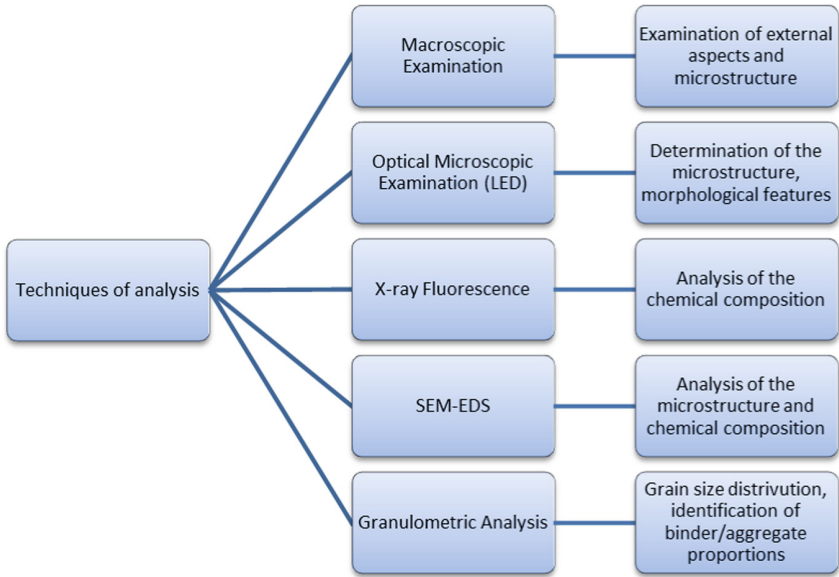 Macroscopic
Examination
Examination of external
aspects and
microstructure
Optical Microscopic
Examination (LED)
Determination of the
microstructure,
morphological features
Techniques of analysis
X-ray Fluorescence
Analysis of the
chemical composition
SEM-EDS
Analysis of the
microstructure and
chemical composition
Granulometric Analysis
Grain size distrivution,
identification of
binder/aggregate
proportions